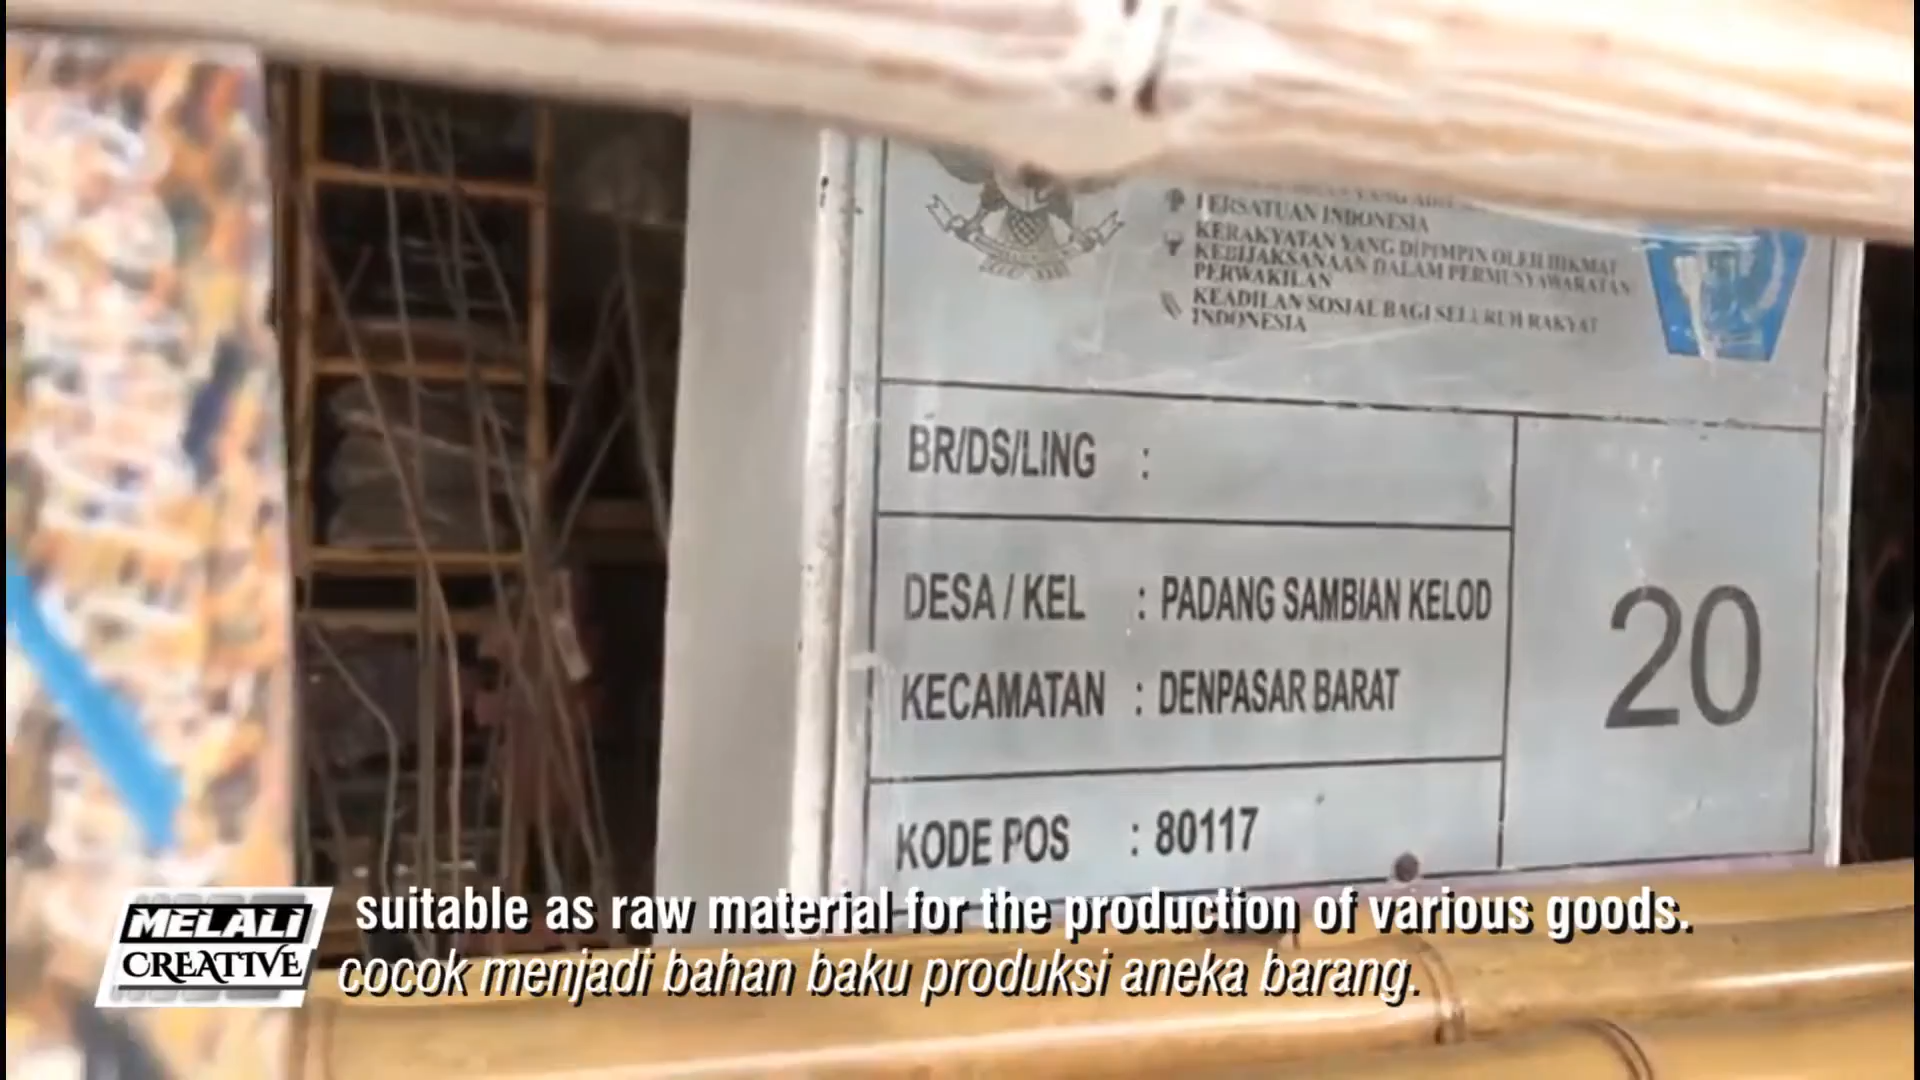 PERSATUAN INDONESIA
KERAKYATAN YANG DIPIMPIN OLEH HIKMAT
KEBIJAKSANAAN DALAM PERMUSYAWARATAN
PERWAKILAN
KEADILAN SOSIAL BAGI SELURUH RAKYAT
INDONESIA
BR/DS/LING :
DESA / KEL : PADANG SAMBIAN KELOD
KECAMATAN : DENPASAR BARAT
KODE POS : 80117
20
MELALI
CREATIVE
suitable as raw material for the production of various goods.
cocok menjadi bahan baku produksi aneka barang.